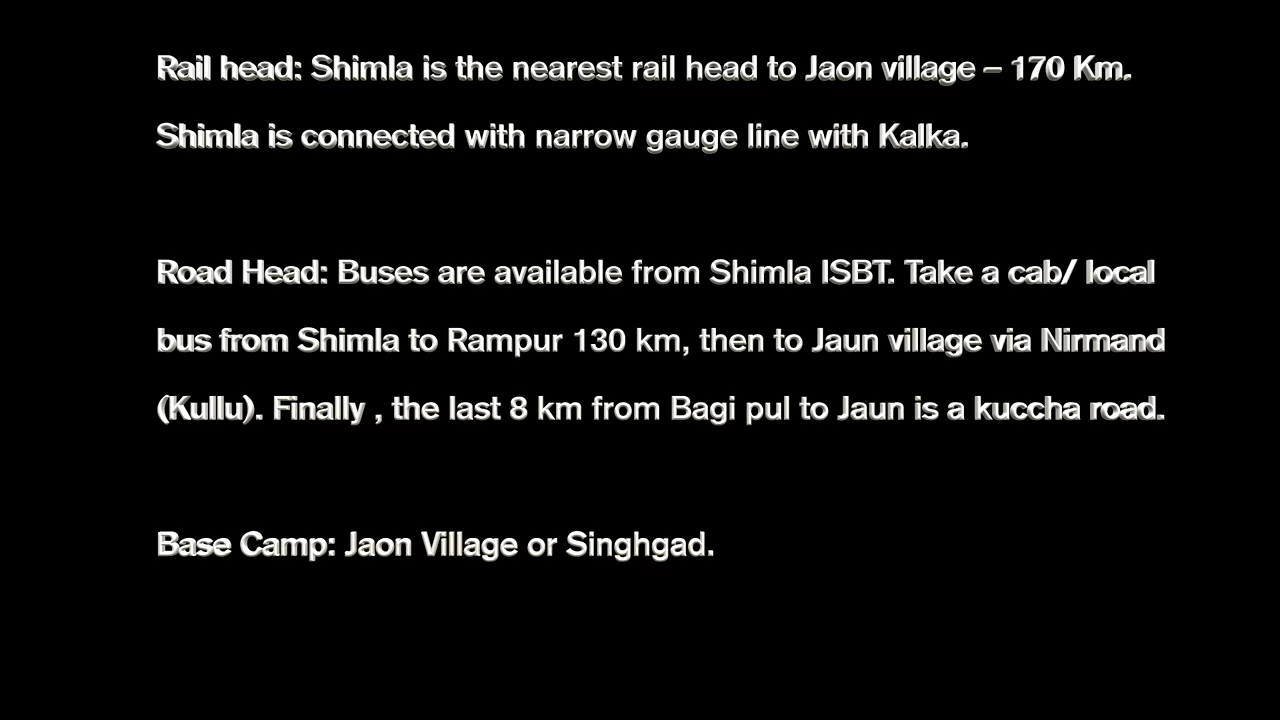 Rail head: Shimla is the nearest rail head to Jaon village – 170 Km.
Shimla is connected with narrow gauge line with Kalka.
Road Head: Buses are available from Shimla ISBT. Take a cab/ local
bus from Shimla to Rampur 130 km, then to Jaun village via Nirmand
(Kullu). Finally , the last 8 km from Bagi pul to Jaun is a kuccha road.
Base Camp: Jaon Village or Singhgad.